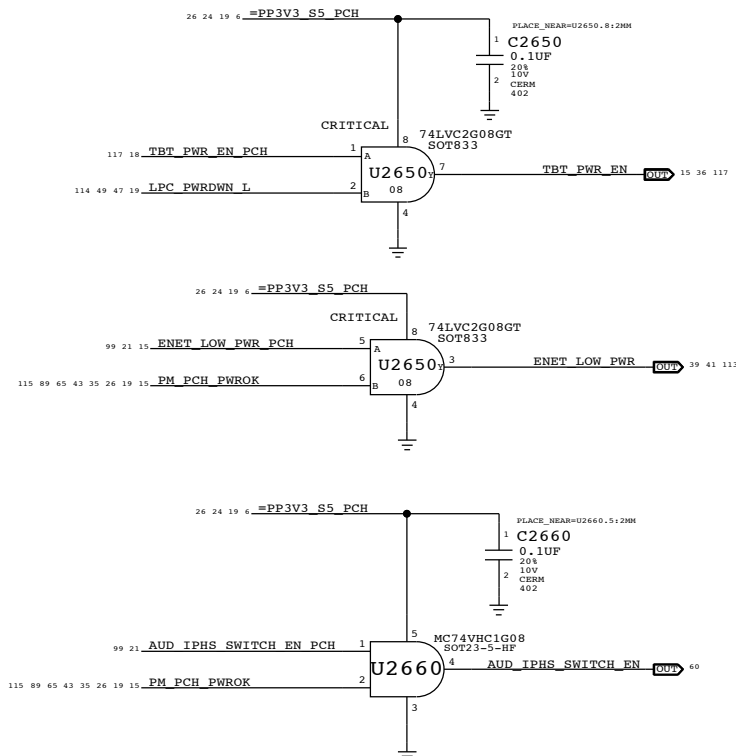 26 24 19 6 =PP3V3_S5_PCH
PLACE_NEAR=U2650.8:2MM
1 C2650
0.1UF
20%
10V
2 CERM
402
CRITICAL
8 74LVC2G08GT
SOT833
117 18 TBT_PWR_EN_PCH 1 A
U2650 Y 7 TBT_PWR_EN OUT 15 36 117
114 49 47 19 LPC_PWRDWN_L 2 B
08
4
26 24 19 6 =PP3V3_S5_PCH
CRITICAL
8 74LVC2G08GT
SOT833
99 21 15 ENET_LOW_PWR_PCH 5 A
U2650 Y 3 ENET_LOW_PWR OUT 39 41 113
115 89 65 43 35 26 19 15 PM_PCH_PWROK 6 B
08
4
26 24 19 6 =PP3V3_S5_PCH
PLACE_NEAR=U2660.5:2MM
1 C2660
0.1UF
20%
10V
2 CERM
402
5 MC74VHC1G08
SOT23-5-HF
99 21 AUD_IPHS_SWITCH_EN_PCH 1
U2660 4 AUD_IPHS_SWITCH_EN OUT 60
115 89 65 43 35 26 19 15 PM_PCH_PWROK 2
3